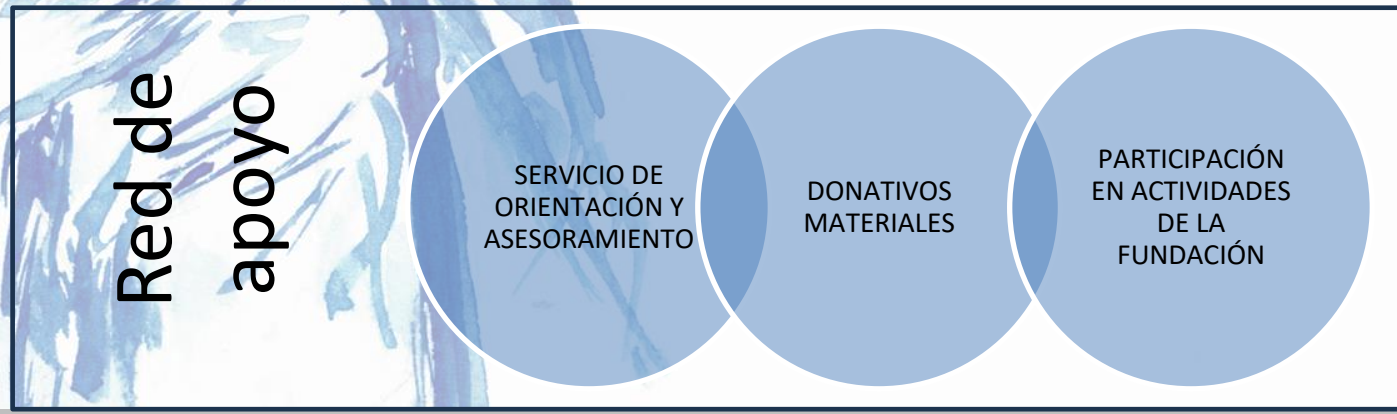 Red de
apoyo
SERVICIO DE
ORIENTACIÓN Y
ASESORAMIENTO
DONATIVOS
MATERIALES
PARTICIPACIÓN
EN ACTIVIDADES
DE LA
FUNDACIÓN